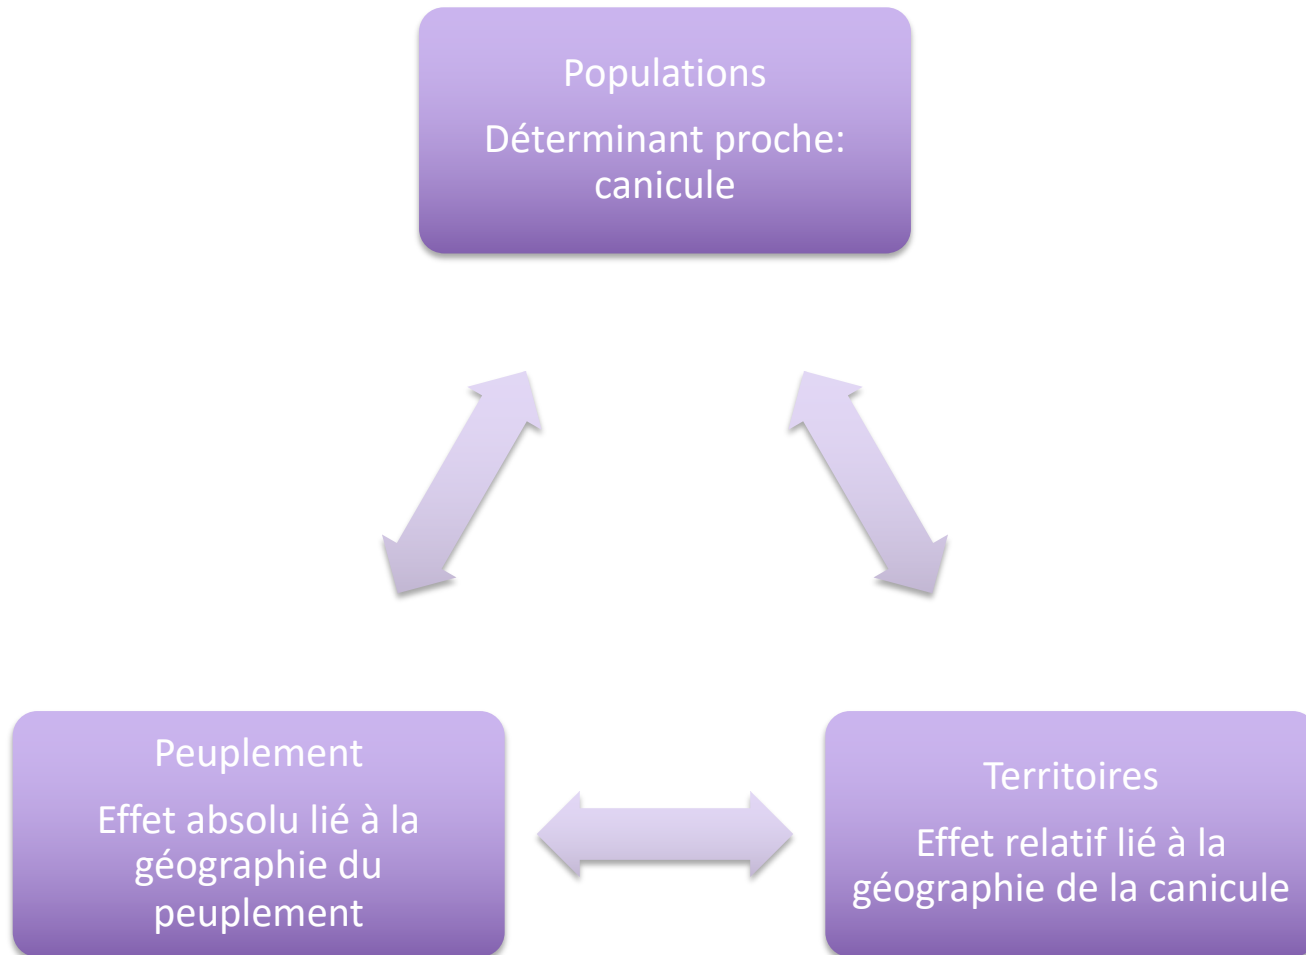 Populations
Déterminant proche:
canicule
Peuplement
Effet absolu lié à la
géographie du
peuplement
Territoires
Effet relatif lié à la
géographie de la canicule